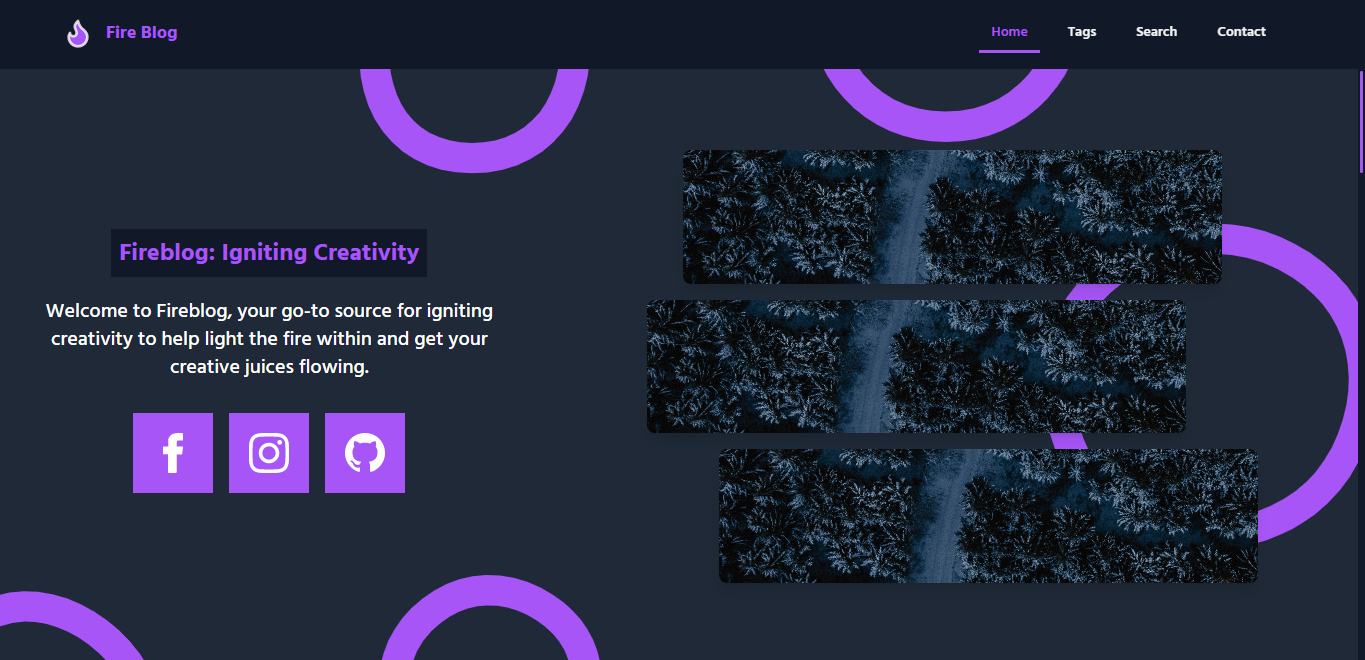 Fire Blog
Home
Tags
Search
Contact
Fireblog: Igniting Creativity
Welcome to Fireblog, your go-to source for igniting
creativity to help light the fire within and get your
creative juices flowing.